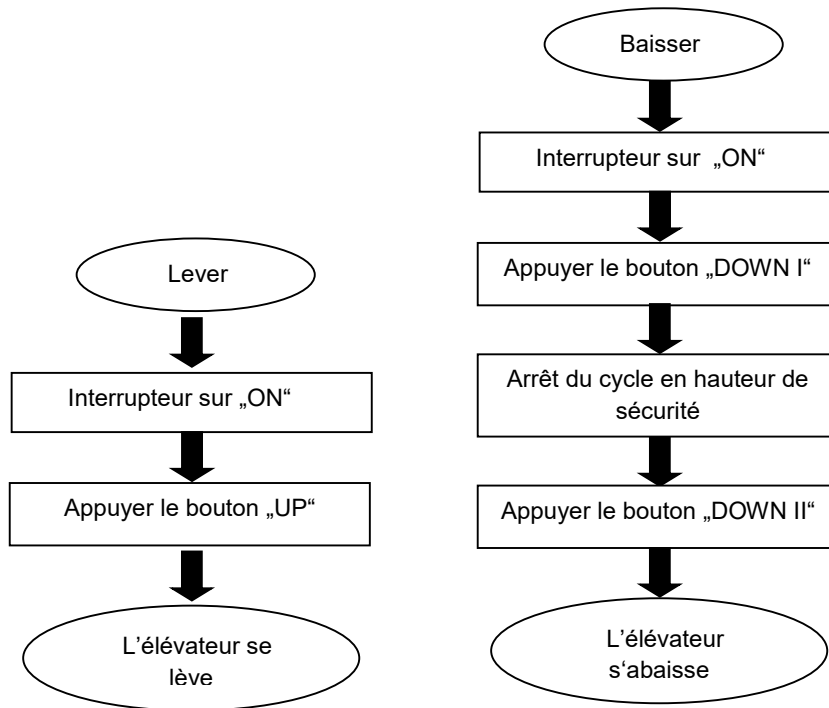 Lever
Interrupteur sur „ON“
Appuyer le bouton „UP“
L’élévateur se
lève
Baisser
Interrupteur sur „ON“
Appuyer le bouton „DOWN I“
Arrêt du cycle en hauteur de
sécurité
Appuyer le bouton „DOWN II“
L’élévateur
s‘abaisse